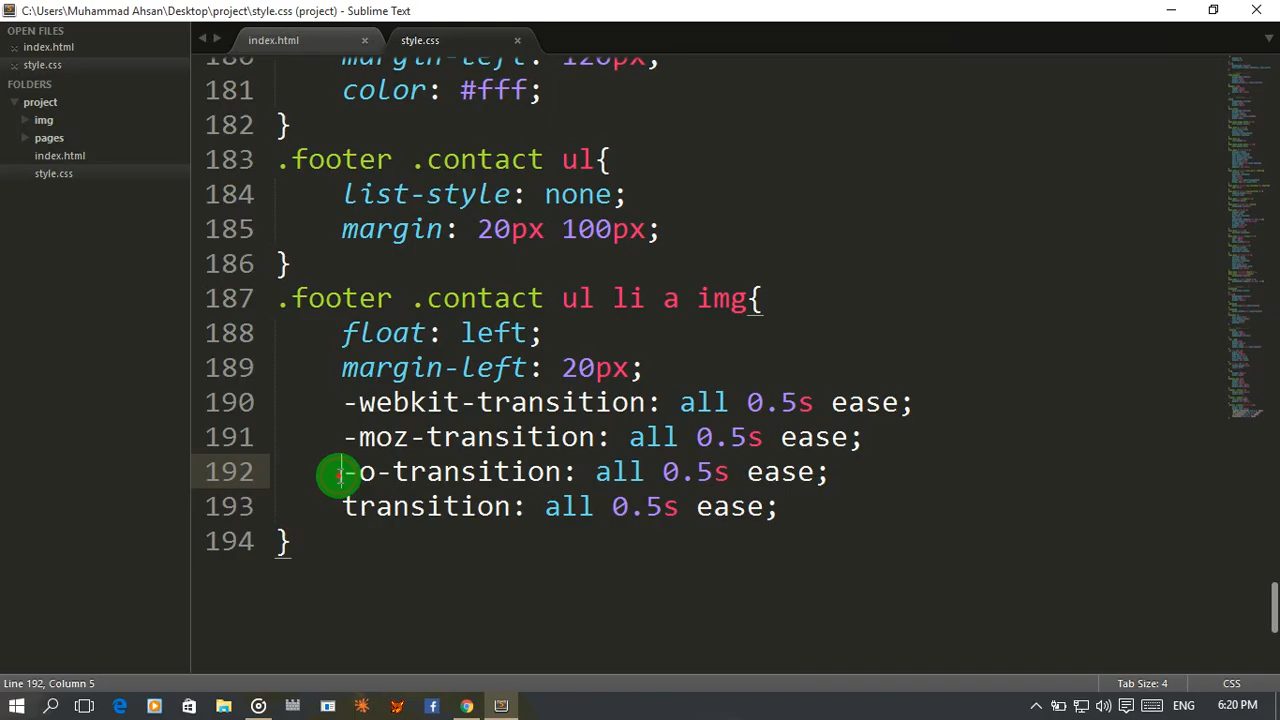 C:\Users\Muhammad Ahsan\Desktop\project\style.css (project) - Sublime Text
OPEN FILES
index.html
style.css
FOLDERS
project
img
pages
index.html
style.css
index.html
style.css
180 margin-left: 120px;
181 color: #fff;
182 }
183 .footer .contact ul{
184 list-style: none;
185 margin: 20px 100px;
186 }
187 .footer .contact ul li a img{
188 float: left;
189 margin-left: 20px;
190 -webkit-transition: all 0.5s ease;
191 -moz-transition: all 0.5s ease;
192 -o-transition: all 0.5s ease;
193 transition: all 0.5s ease;
194 }
Line 192, Column 5
Tab Size: 4
CSS
ENG
6:20 PM